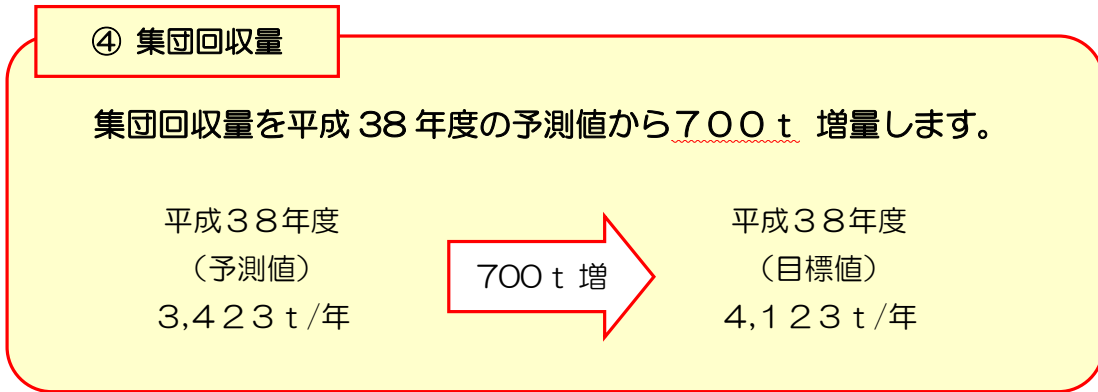 ④ 集団回収量
集団回収量を平成38年度の予測値から７００ｔ 増量します。
平成３８年度
（予測値）
３,４２３ｔ/年
700ｔ増
平成３８年度
（目標値）
４,１２３ｔ/年